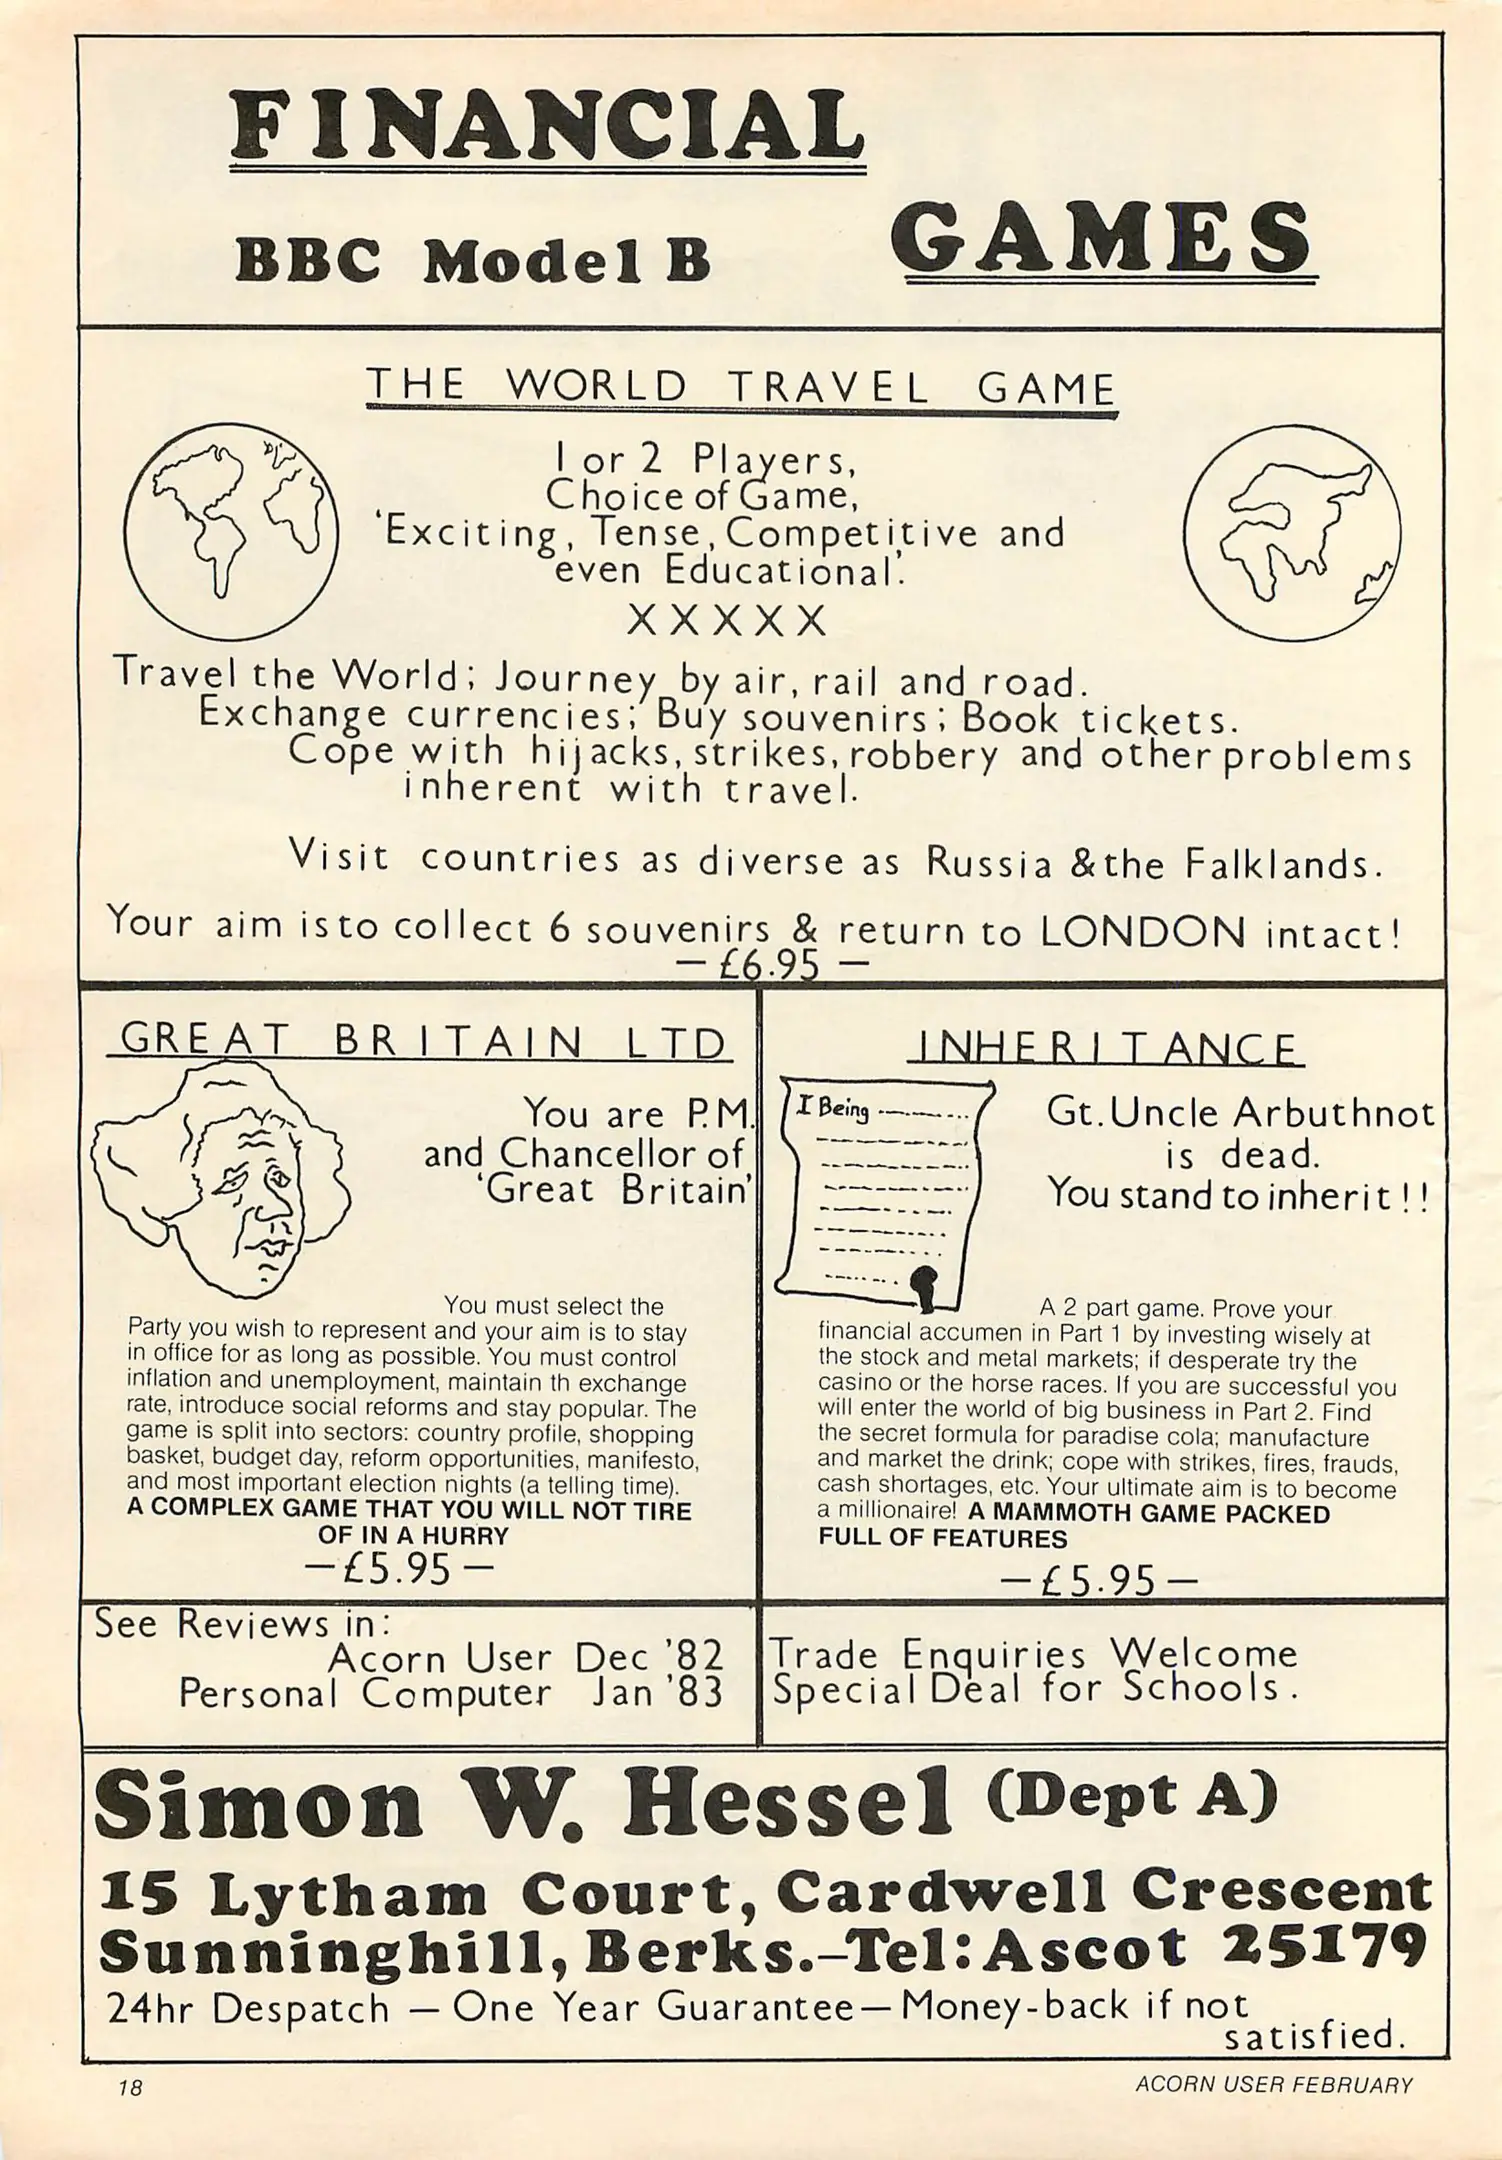 FINANCIAL
GAMES
BBC Model B
THE WORLD TRAVEL GAME
1 or 2 Players,
Choice of Game,
'Exciting, Tense, Competitive and
even Educational'.
XXXXX
Travel the World; Journey by air, rail and road.
Exchange currencies; Buy souvenirs; Book tickets.
Cope with hijacks, strikes, robbery and other problems
inherent with travel.
Visit countries as diverse as Russia & the Falklands.
Your aim is to collect 6 souvenirs & return to LONDON intact!
— £6.95 —
GREAT BRITAIN LTD
You are P.M.
and Chancellor of
'Great Britain'
You must select the
Party you wish to represent and your aim is to stay
in office for as long as possible. You must control
inflation and unemployment, maintain th exchange
rate, introduce social reforms and stay popular. The
game is split into sectors: country profile, shopping
basket, budget day, reform opportunities, manifesto,
and most important election nights (a telling time).
A COMPLEX GAME THAT YOU WILL NOT TIRE
OF IN A HURRY
— £5.95 —
INHERITANCE
I Being
Gt. Uncle Arbuthnot
is dead.
You stand to inherit!!
A 2 part game. Prove your
financial accumen in Part 1 by investing wisely at
the stock and metal markets; if desperate try the
casino or the horse races. If you are successful you
will enter the world of big business in Part 2. Find
the secret formula for paradise cola; manufacture
and market the drink; cope with strikes, fires, frauds,
cash shortages, etc. Your ultimate aim is to become
a millionaire! A MAMMOTH GAME PACKED
FULL OF FEATURES
— £5.95 —
See Reviews in:
Acorn User Dec '82
Personal Computer Jan '83
Trade Enquiries Welcome
Special Deal for Schools.
Simon W. Hessel (Dept A)
15 Lytham Court, Cardwell Crescent
Sunninghill, Berks.–Tel: Ascot 25179
24hr Despatch — One Year Guarantee — Money-back if not
satisfied.
18
ACORN USER FEBRUARY